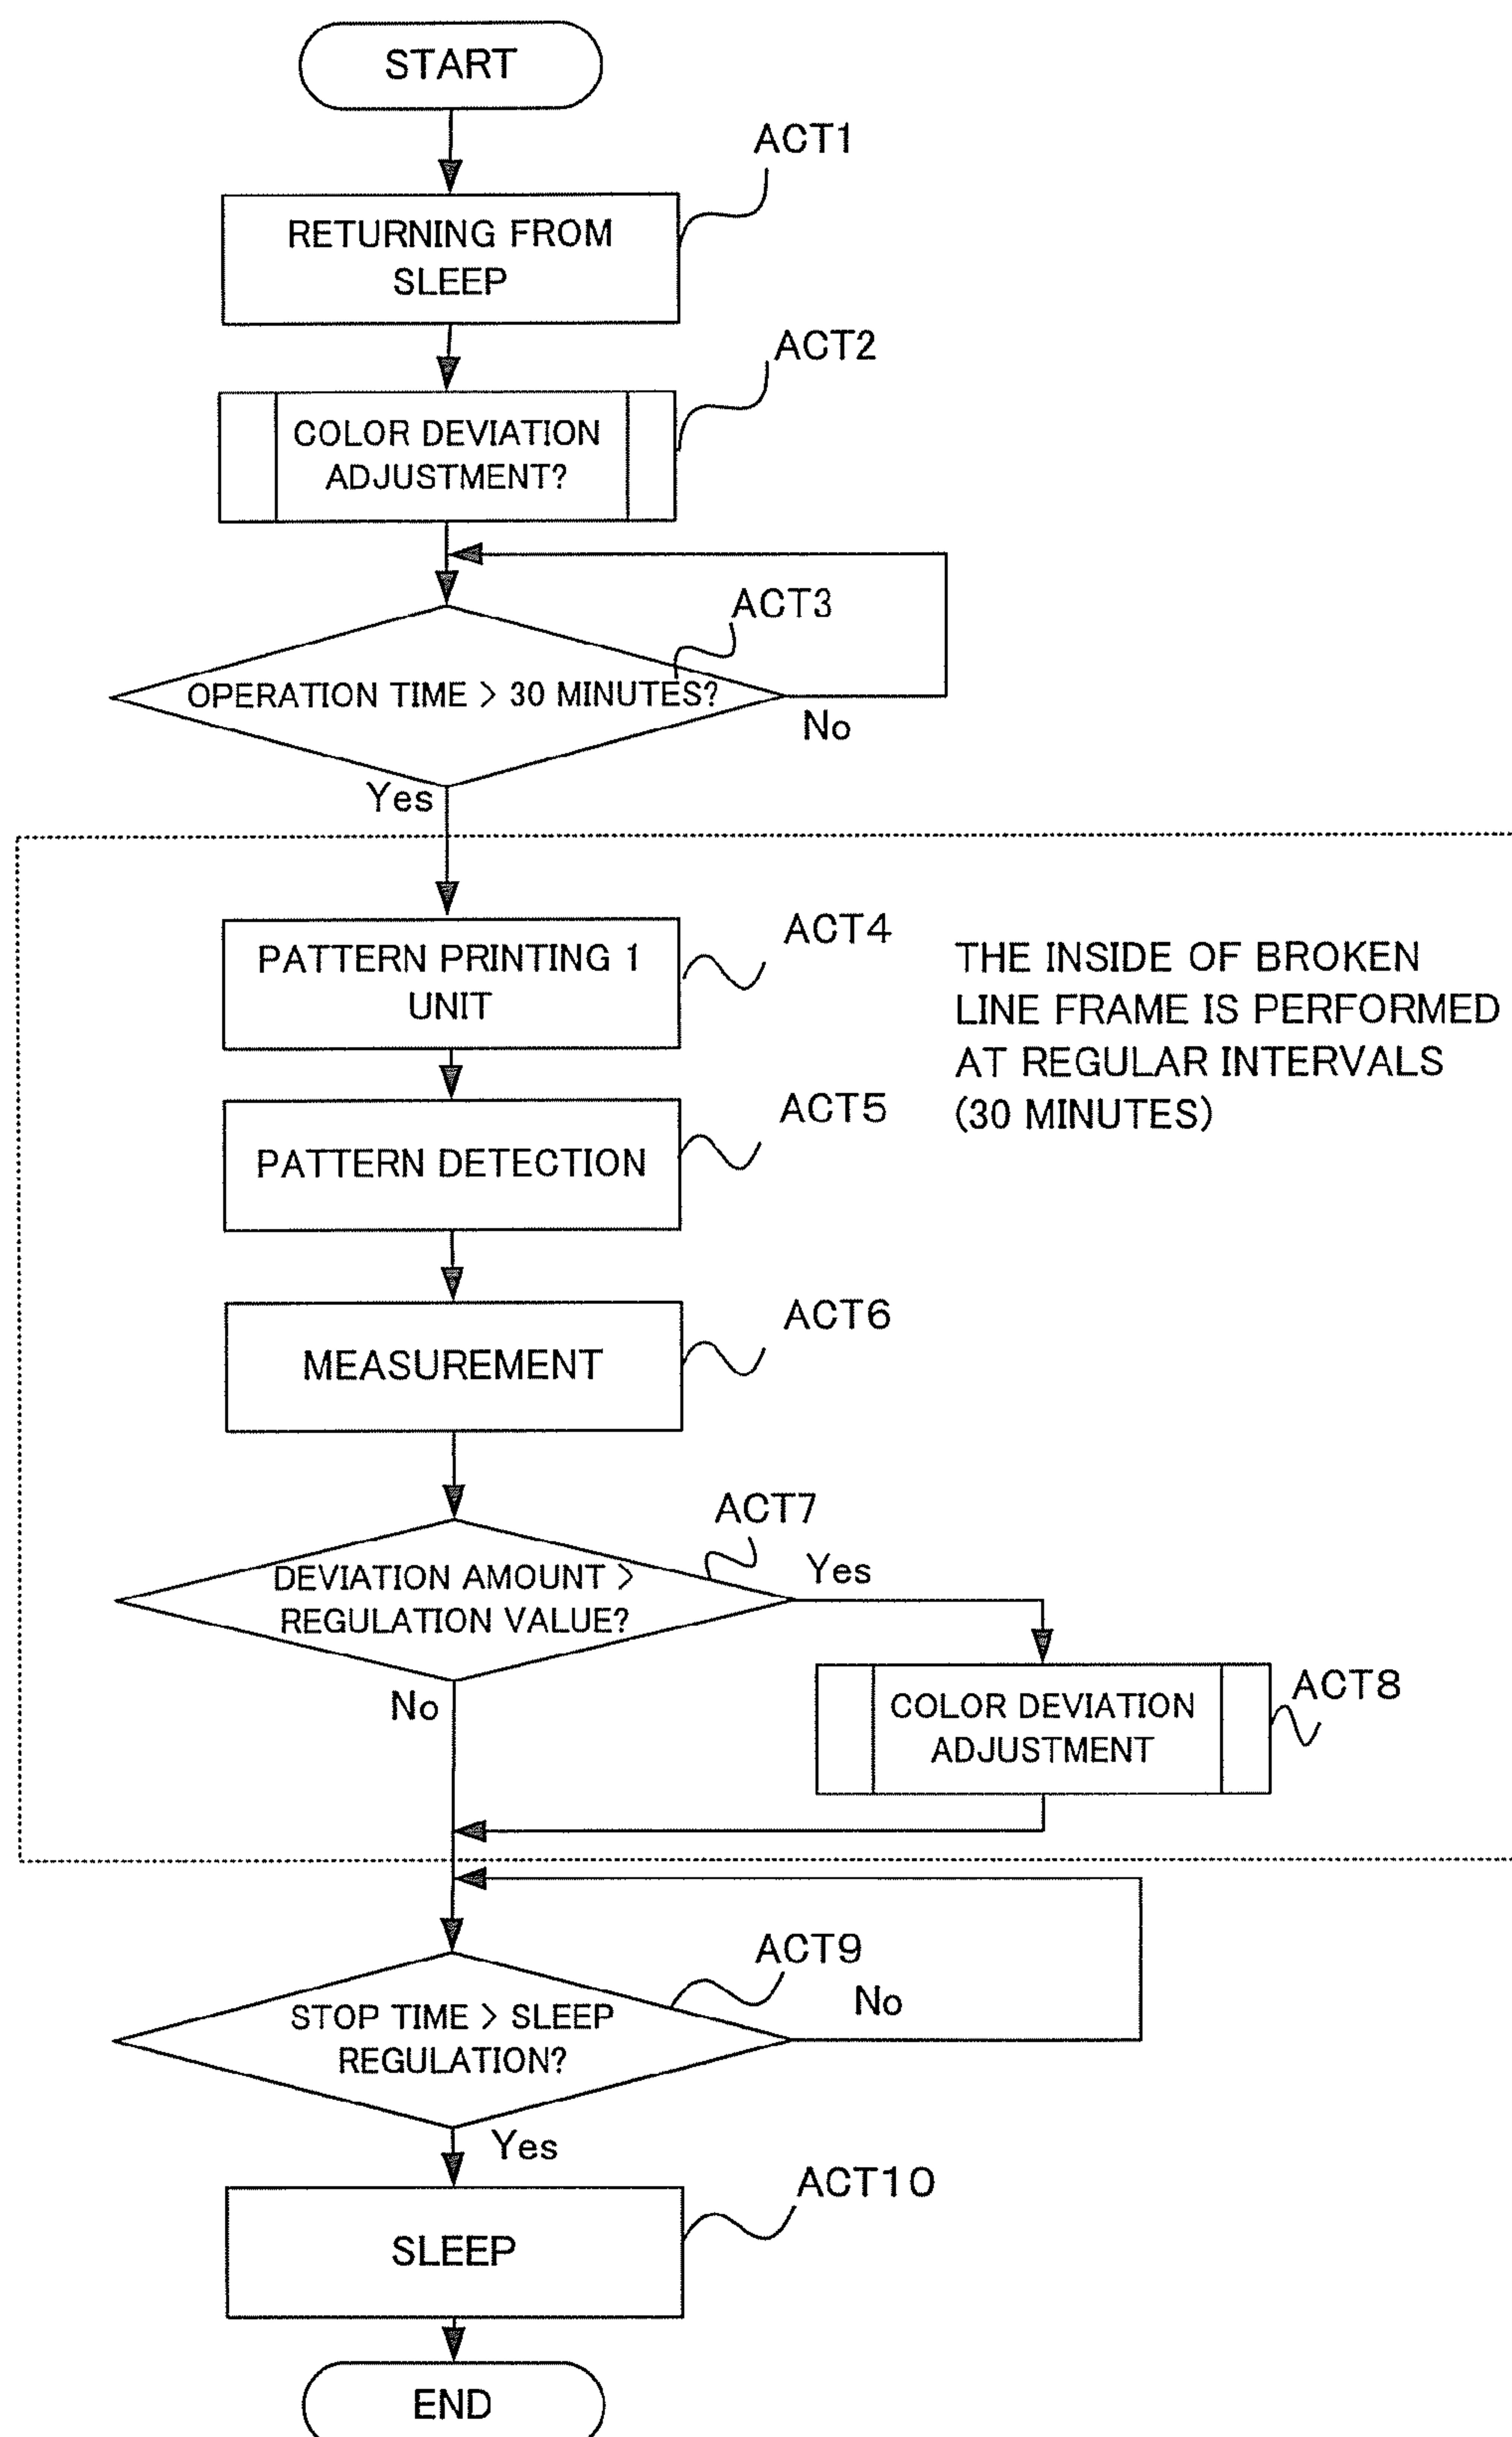 START
ACT1
RETURNING FROM
SLEEP
ACT2
COLOR DEVIATION
ADJUSTMENT?
ACT3
OPERATION TIME > 30 MINUTES?
No
Yes
ACT4
PATTERN PRINTING 1
UNIT
THE INSIDE OF BROKEN
LINE FRAME IS PERFORMED
AT REGULAR INTERVALS
(30 MINUTES)
ACT5
PATTERN DETECTION
ACT6
MEASUREMENT
ACT7
DEVIATION AMOUNT >
REGULATION VALUE?
Yes
No
ACT8
COLOR DEVIATION
ADJUSTMENT
ACT9
STOP TIME > SLEEP
REGULATION?
No
Yes
ACT10
SLEEP
END